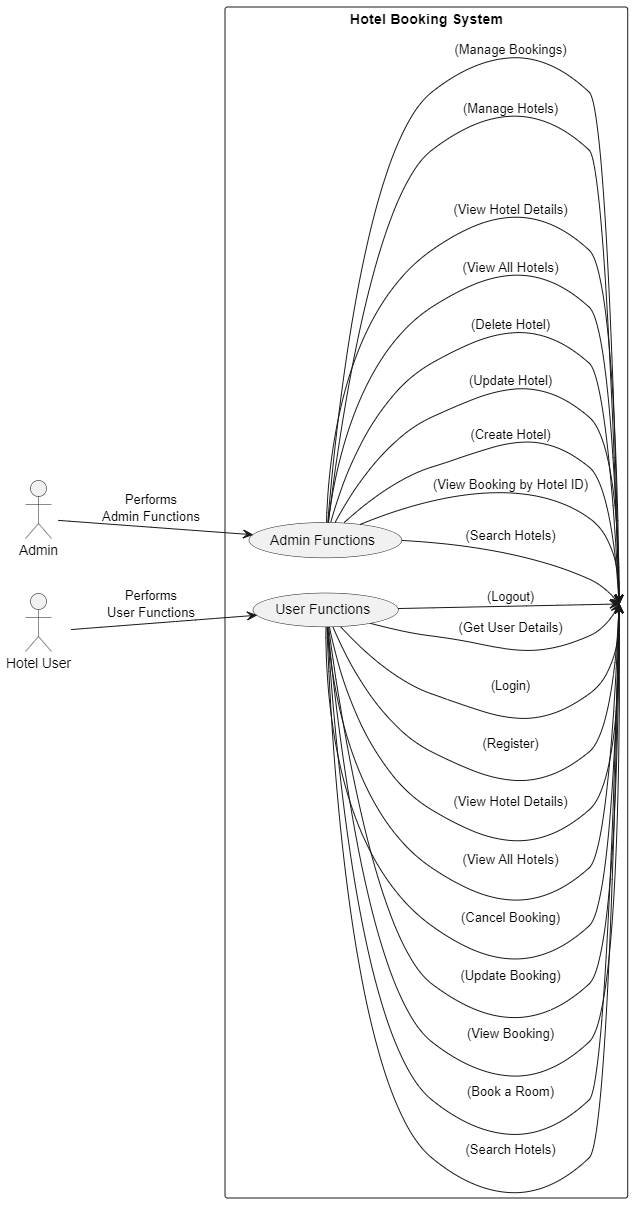 Hotel Booking System
(Manage Bookings)
(Manage Hotels)
(View Hotel Details)
(View All Hotels)
(Delete Hotel)
(Update Hotel)
(Create Hotel)
(View Booking by Hotel ID)
Performs
Admin Functions
(Search Hotels)
Admin Functions
Admin
Performs
User Functions
(Logout)
User Functions
(Get User Details)
Hotel User
(Login)
(Register)
(View Hotel Details)
(View All Hotels)
(Cancel Booking)
(Update Booking)
(View Booking)
(Book a Room)
(Search Hotels)